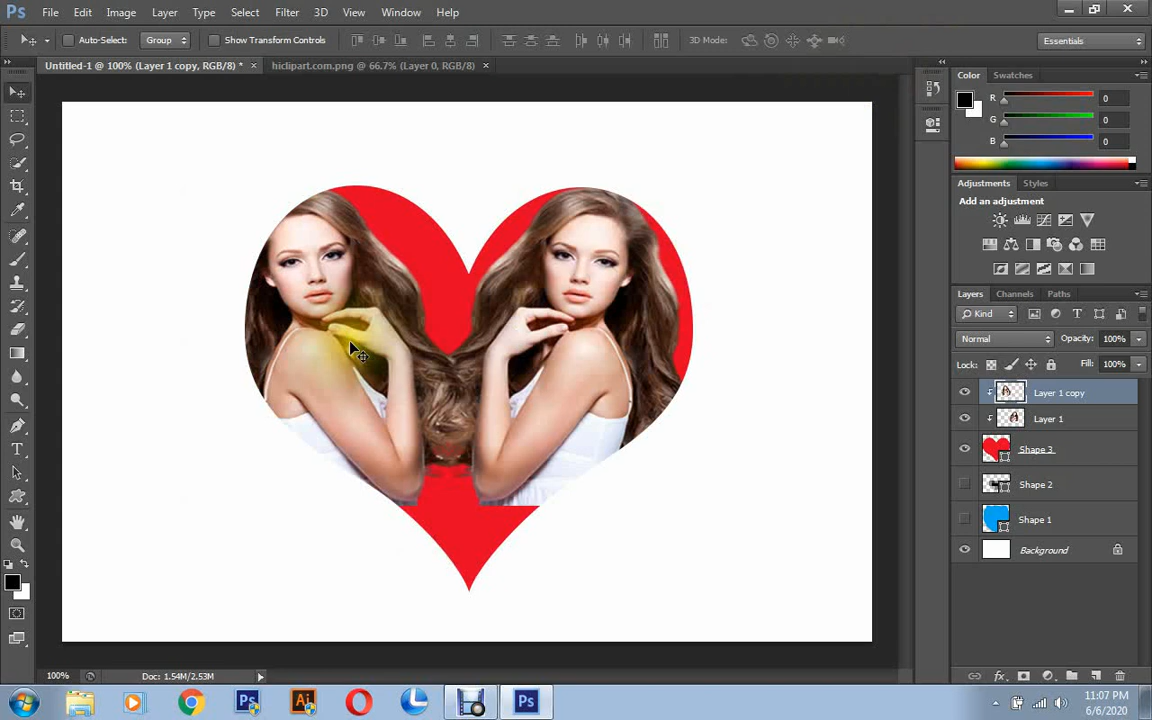 Ps File Edit Image Layer Type Select Filter 3D View Window Help
Auto-Select: Group Show Transform Controls 3D Mode: Essentials
Untitled-1 @ 100% (Layer 1 copy, RGB/8) * × hiclipart.com.png @ 66.7% (Layer 0, RGB/8) ×
Color Swatches
R 0
G 0
B 0
Adjustments Styles
Add an adjustment
Layers Channels Paths
Kind
Normal Opacity: 100%
Lock: Fill: 100%
Layer 1 copy
Layer 1
Shape 3
Shape 2
Shape 1
Background
100% Doc: 1.54M/2.53M
fx
Ps Ai Ps
11:07 PM
6/6/2020